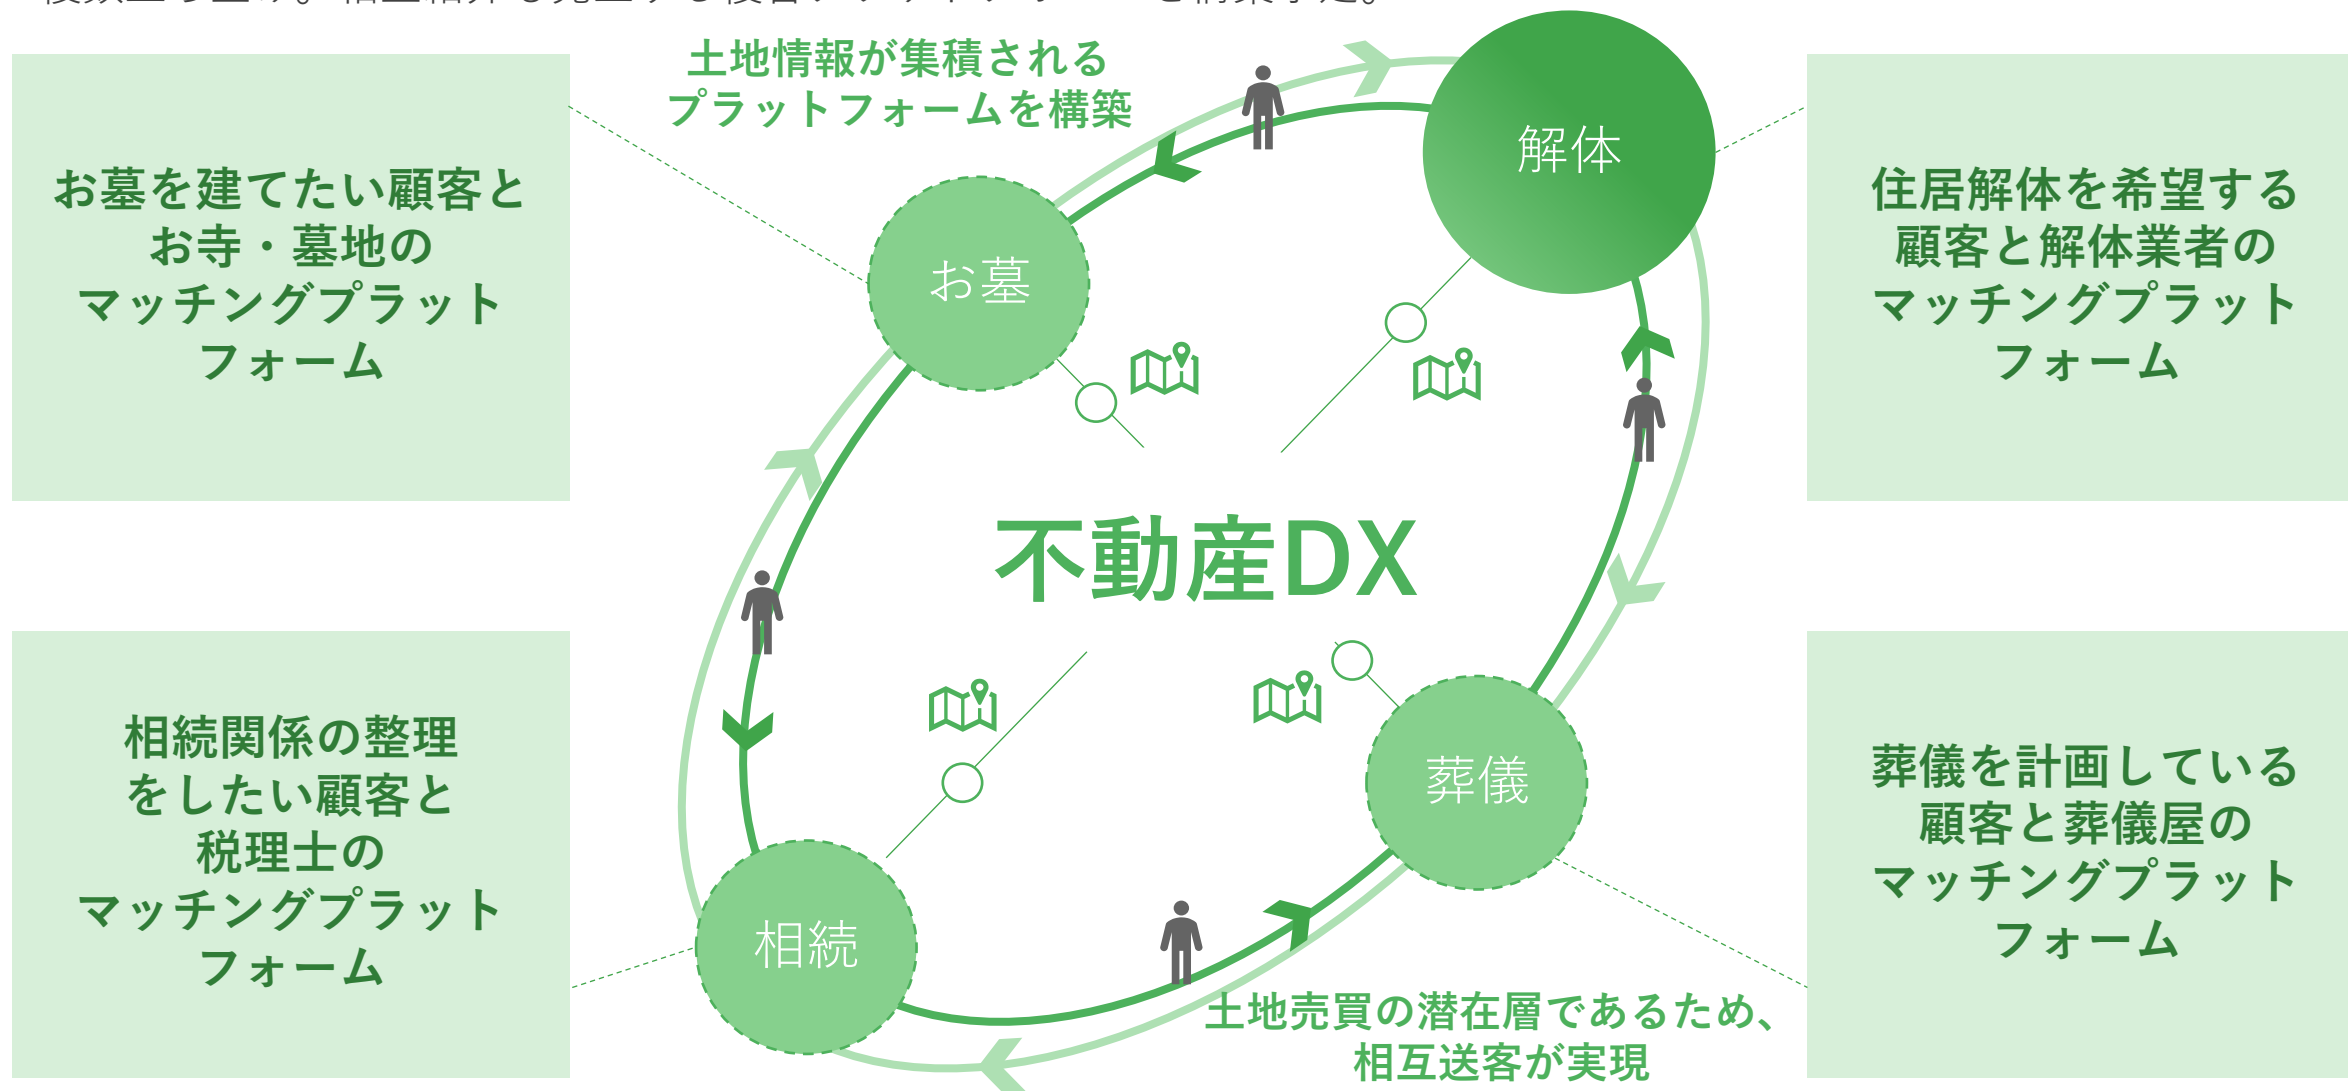 土地情報が集積される
プラットフォームを構築
解体
お墓を建てたい顧客と
お寺・墓地の
マッチングプラット
フォーム
お墓
住居解体を希望する
顧客と解体業者の
マッチングプラット
フォーム
不動産DX
相続関係の整理
をしたい顧客と
税理士の
マッチングプラット
フォーム
相続
葬儀
葬儀を計画している
顧客と葬儀屋の
マッチングプラット
フォーム
土地売買の潜在層であるため、
相互送客が実現